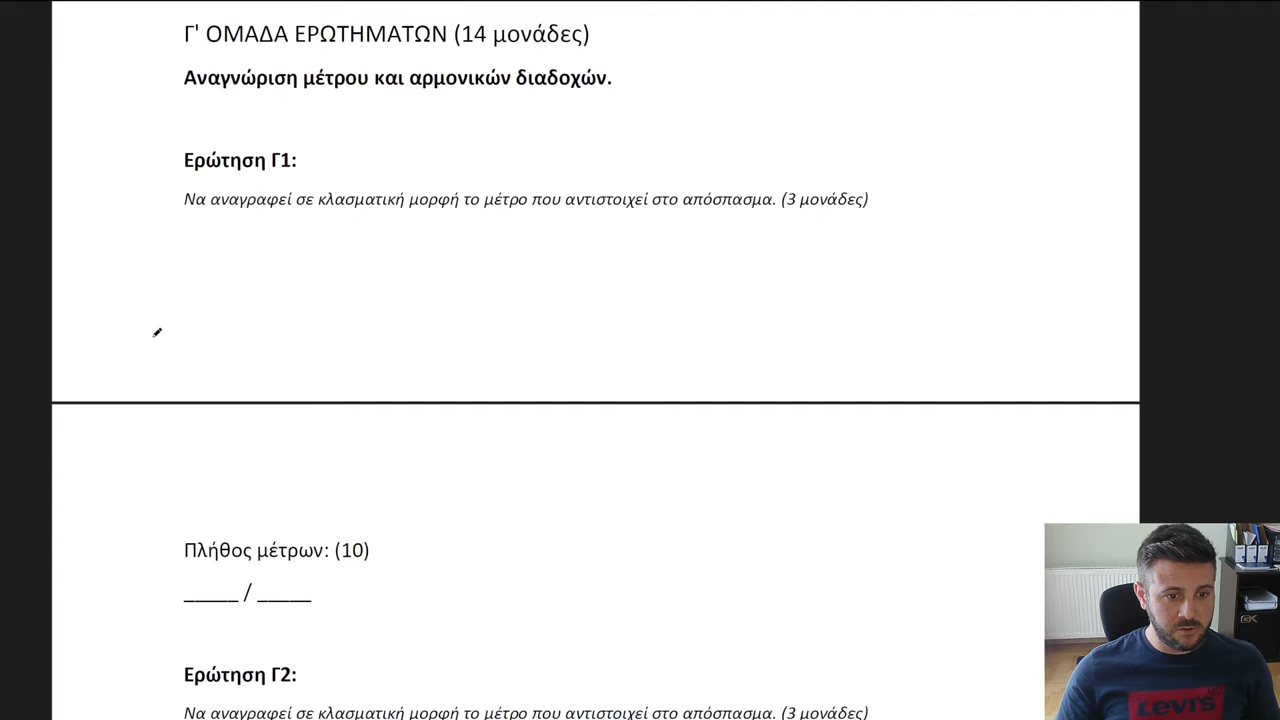 Γ' ΟΜΑΔΑ ΕΡΩΤΗΜΑΤΩΝ (14 μονάδες)
Αναγνώριση μέτρου και αρμονικών διαδοχών.
Ερώτηση Γ1:
Να αναγραφεί σε κλασματική μορφή το μέτρο που αντιστοιχεί στο απόσπασμα. (3 μονάδες)
Πλήθος μέτρων: (10)
_____ / _____
Ερώτηση Γ2:
Να αναγραφεί σε κλασματική μορφή το μέτρο που αντιστοιχεί στο απόσπασμα. (3 μονάδες)
Levi's